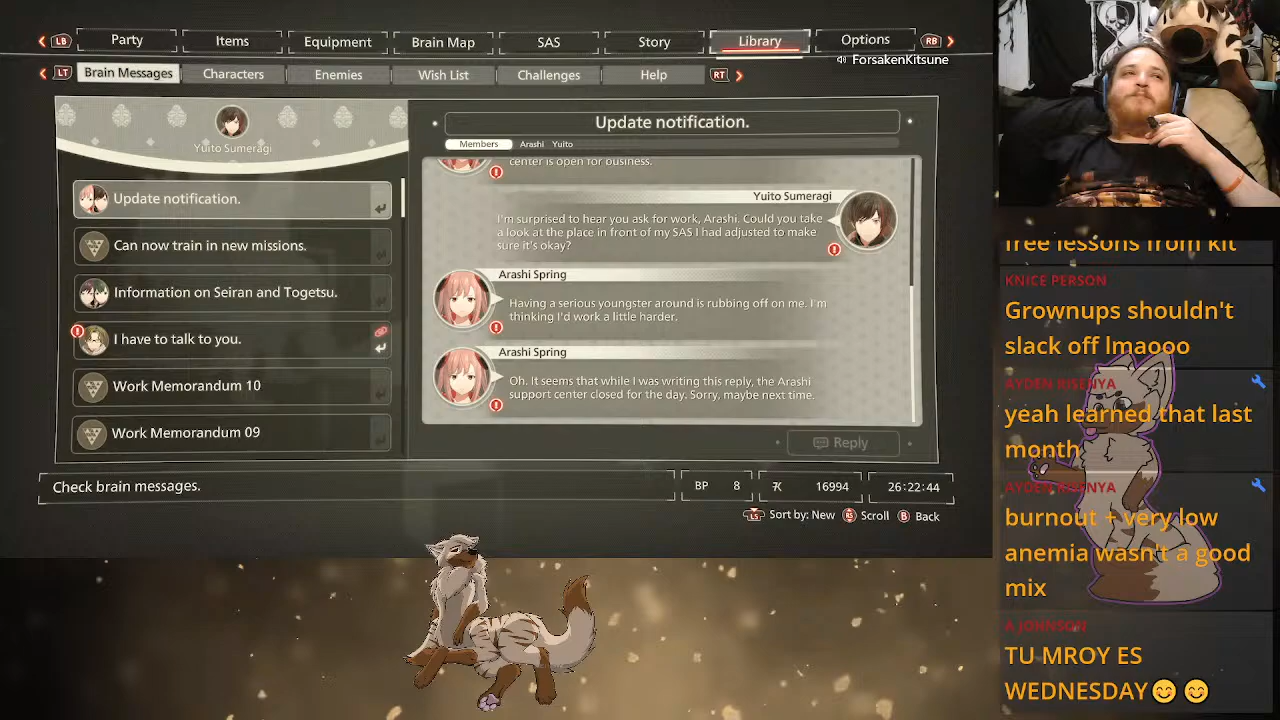 LB Party Items Equipment Brain Map SAS Story Library Options RB
ForsakenKitsune
LT Brain Messages Characters Enemies Wish List Challenges Help RT
Yuito Sumeragi
Update notification.
Can now train in new missions.
Information on Seiran and Togetsu.
I have to talk to you.
Work Memorandum 10
Work Memorandum 09
Update notification.
Members Arashi Yuito
center is open for business.
Yuito Sumeragi
I'm surprised to hear you ask for work, Arashi. Could you take
a look at the place in front of my SAS I had adjusted to make
sure it's okay?
Arashi Spring
Having a serious youngster around is rubbing off on me. I'm
thinking I'd work a little harder.
Arashi Spring
Oh. It seems that while I was writing this reply, the Arashi
support center closed for the day. Sorry, maybe next time.
Reply
Check brain messages.
BP 8 K 16994 26:22:44
LS Sort by: New RS Scroll B Back
free lessons from kit
KNICE PERSON
Grownups shouldn't
slack off lmaooo
AYDEN RISENYA
yeah learned that last
month
AYDEN RISENYA
burnout + very low
anemia wasn't a good
mix
A JOHNSON
TU MROY ES
WEDNESDAY😊 😊